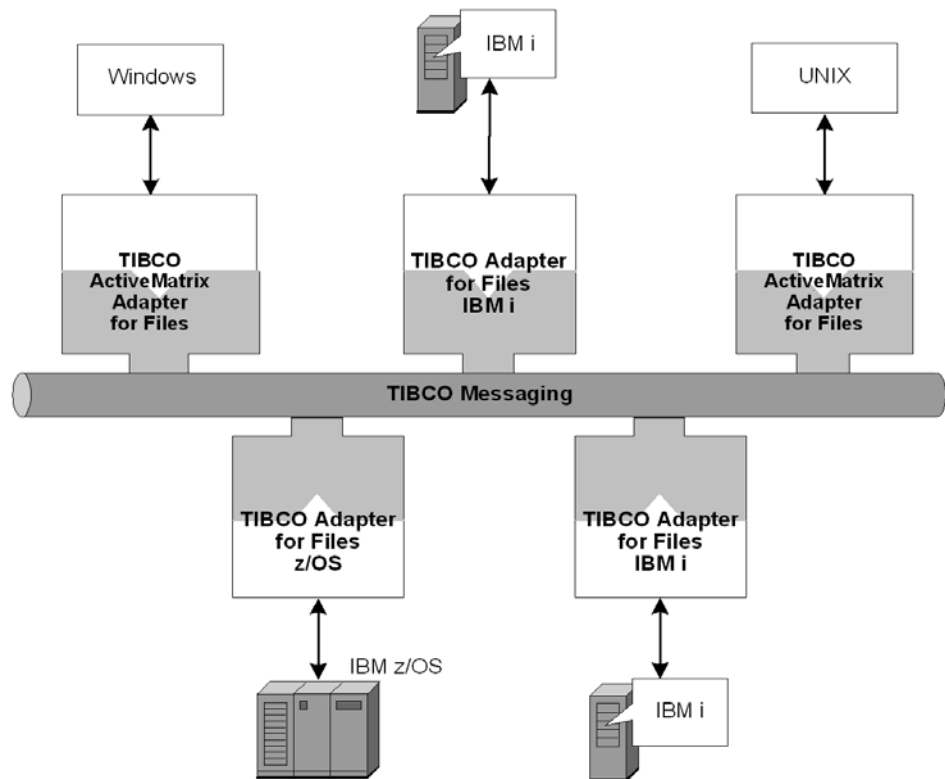 Windows
IBM i
UNIX
TIBCO
ActiveMatrix
Adapter
for Files
TIBCO Adapter
for Files
IBM i
TIBCO
ActiveMatrix
Adapter
for Files
TIBCO Messaging
TIBCO Adapter
for Files
z/OS
TIBCO Adapter
for Files
IBM i
IBM z/OS
IBM i